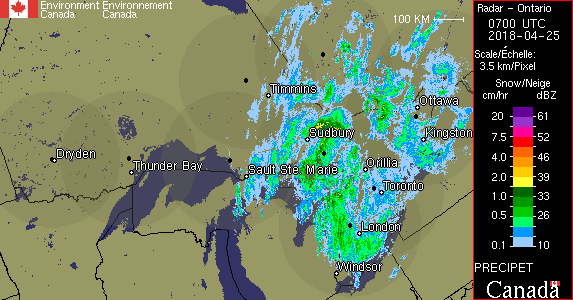 Environment Environnement
Canada Canada
100 KM
Timmins
Ottawa
Sudbury
Kingston
Dryden
Thunder Bay
Sault Ste. Marie
Orillia
Toronto
London
Windsor
Radar - Ontario
0700 UTC
2018-04-25
Scale/Échelle:
3.5 km/Pixel
Snow/Neige
cm/hr dBZ
20 61
7.5 52
4.0 46
2.0 39
1.0 33
0.5 26
0.1 10
PRECIPET
Canada